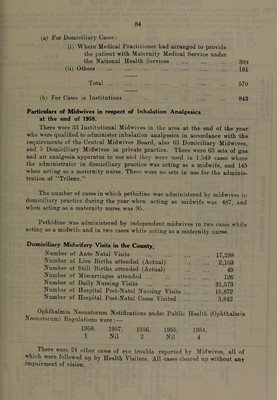 84
(a) For Domiciliary Cases:
(i) Where Medical Practitioner had arranged to provide
the patient with Maternity Medical Service under
the National Health Services ... ... ... 389
(ii) Others ... ... ... ... ... 181
Total ... ... ... ... 570
(b) For Cases in Institutions ... ... ... ... 843
Particulars of Midwives in respect of Inhalation Analgesics
at the end of 1958.
There were 33 Institutional Midwives in the area at the end of the year
who were qualified to administer inhalation analgesics in accordance with the
requirements of the Central Midwives Board, also 63 Domiciliary Midwives,
and 5 Domiciliary Midwives in private practice. There were 63 sets of gas
and air analgesia apparatus in use and they were used in 1,549 cases where
the administrator in domiciliary practice was acting as a midwife, and 145
when acting as a maternity nurse. There were no sets in use for the adminis-
tration of "Trilene."
The number of cases in which pethidine was administered by midwives in
domiciliary practice during the year when acting as midwife was 487, and
when acting as a maternity nurse was 95.
Pethidine was administered by independent midwives in two cases while
acting as a midwife and in two cases while acting as a maternity nurse.
Domiciliary Midwifery Visits in the County.
Number of Ante Natal Visits ... ... ... 17,298
Number of Live Births attended (Actual) ... ... 2,103
Number of Still Births attended (Actual) ... ... 40
Number of Miscarriages attended ... ... ... 126
Number of Daily Nursing Visits ... ... ... 31,573
Number of Hospital Post-Natal Nursing Visits ... 15,872
Number of Hospital Post-Natal Cases Visited ... 3,842
Ophthalmia Neonatorum Notifications under Public Health (Ophthalmia
Neonatorum) Regulations were:—
1958. 1957. 1956. 1955. 1954.
1 Nil 2 Nil 4
There were 24 other cases of eye trouble reported by Midwives, all of
which were followed up by Health Visitors. All cases cleared up without any
impairment of vision.